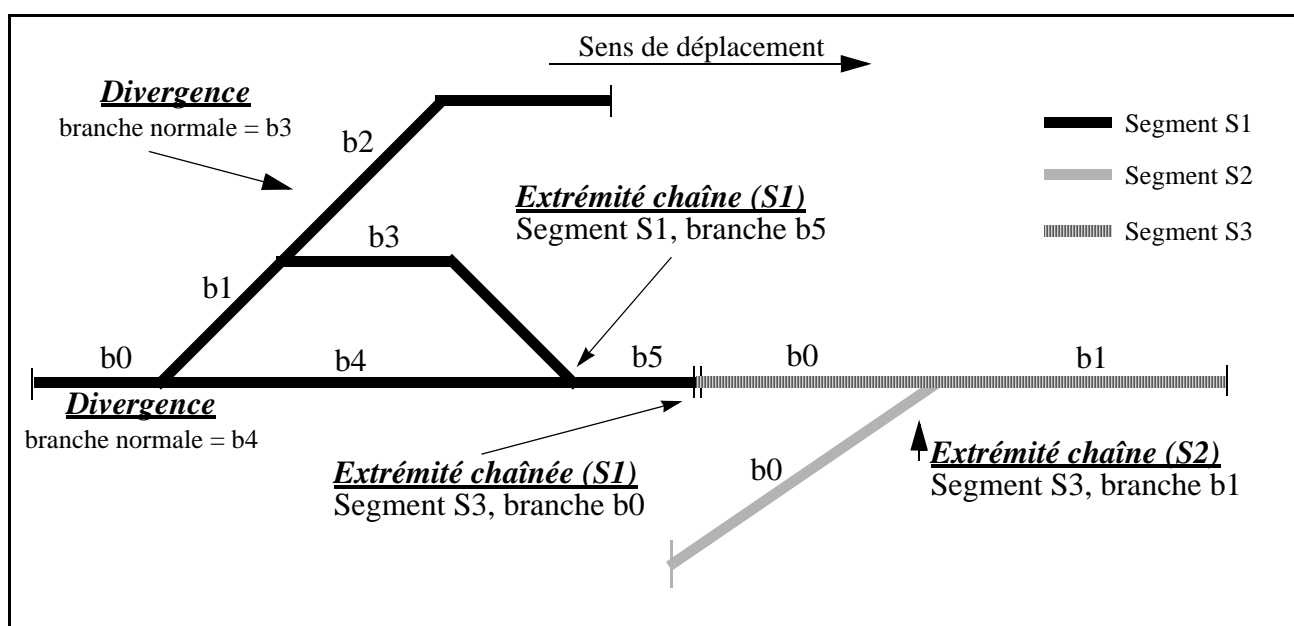 Sens de déplacement
Divergence
branche normale = b3
b2
Segment S1
Segment S2
Segment S3
Extrémité chaîne (S1)
Segment S1, branche b5
b3
b1
b0
b4
b5
b0
b1
Divergence
branche normale = b4
Extrémité chaînée (S1)
Segment S3, branche b0
b0
Extrémité chaîne (S2)
Segment S3, branche b1